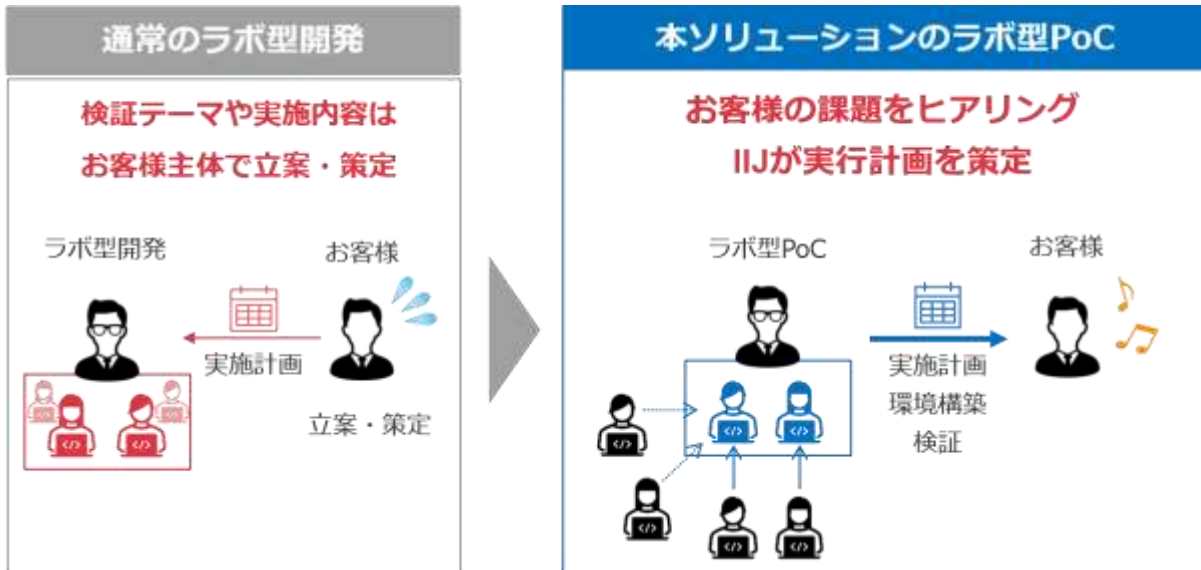 通常のラボ型開発
検証テーマや実施内容は
お客様主体で立案・策定
ラボ型開発
お客様
実施計画
立案・策定
本ソリューションのラボ型PoC
お客様の課題をヒアリング
IIJが実行計画を策定
ラボ型PoC
お客様
実施計画
環境構築
検証